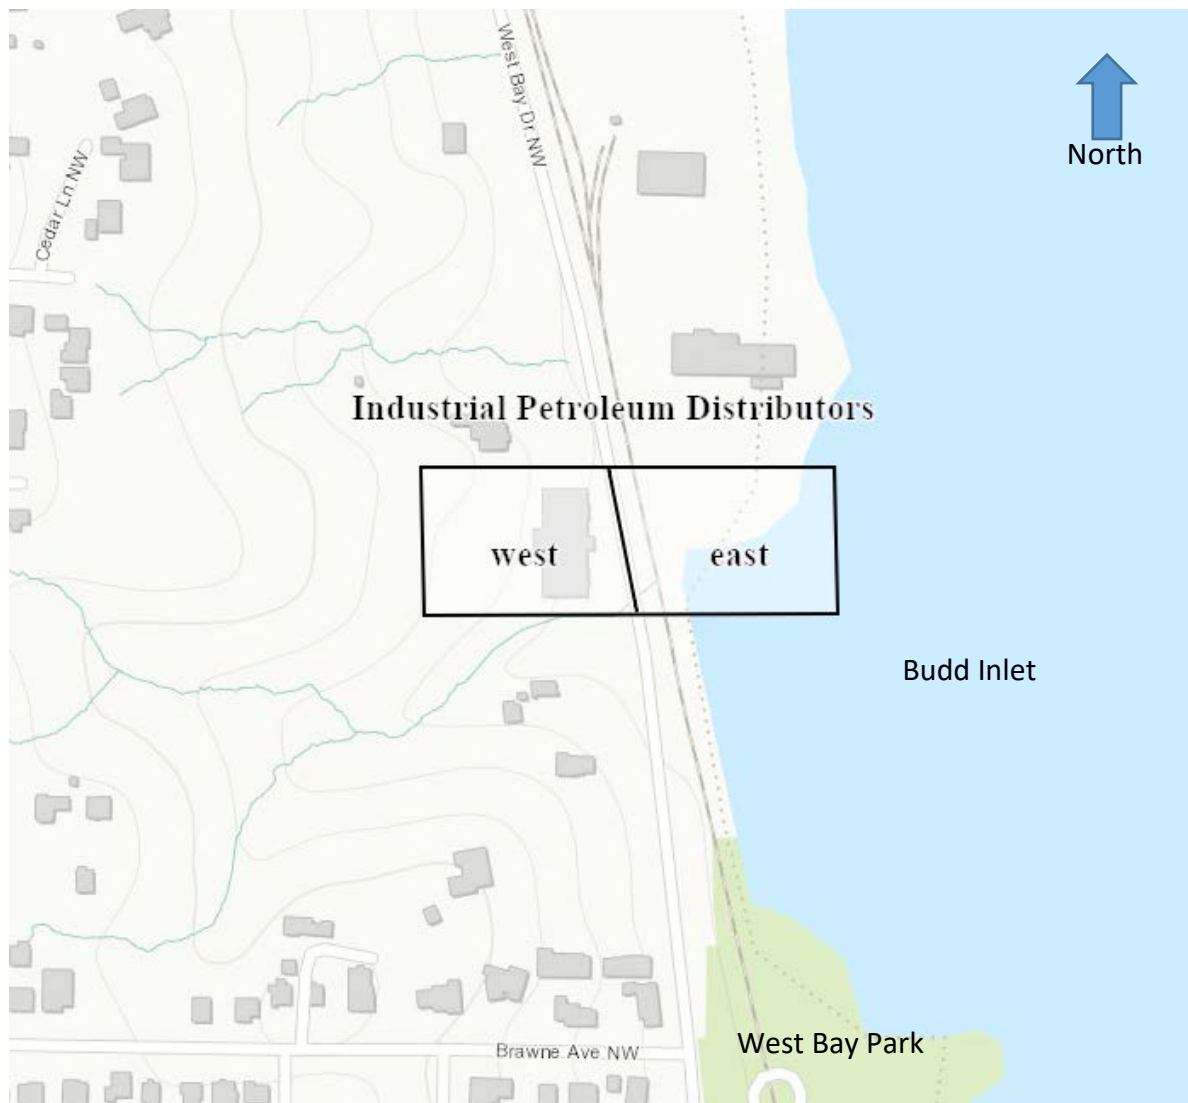 West Bay Dr NW
North
Cedar Ln NW
Industrial Petroleum Distributors
west
east
Budd Inlet
West Bay Park
Brawne Ave NW